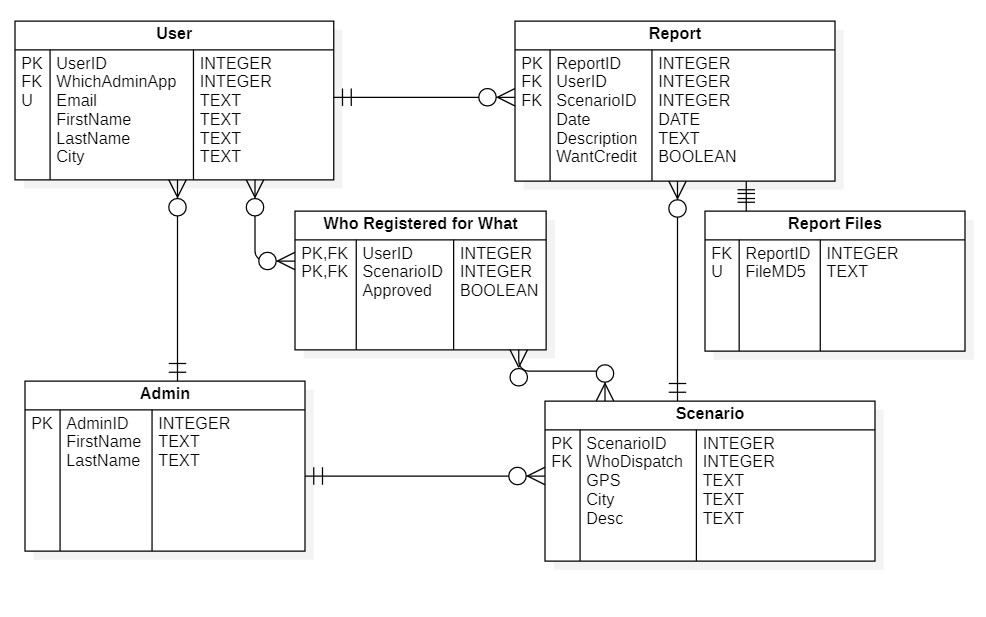 User
PK UserID INTEGER
FK WhichAdminApp INTEGER
U Email TEXT
FirstName TEXT
LastName TEXT
City TEXT
Report
PK ReportID INTEGER
FK UserID INTEGER
FK ScenarioID INTEGER
Date DATE
Description TEXT
WantCredit BOOLEAN
Who Registered for What
PK,FK UserID INTEGER
PK,FK ScenarioID INTEGER
Approved BOOLEAN
Report Files
FK ReportID INTEGER
U FileMD5 TEXT
Admin
PK AdminID INTEGER
FirstName TEXT
LastName TEXT
Scenario
PK ScenarioID INTEGER
FK WhoDispatch INTEGER
GPS TEXT
City TEXT
Desc TEXT